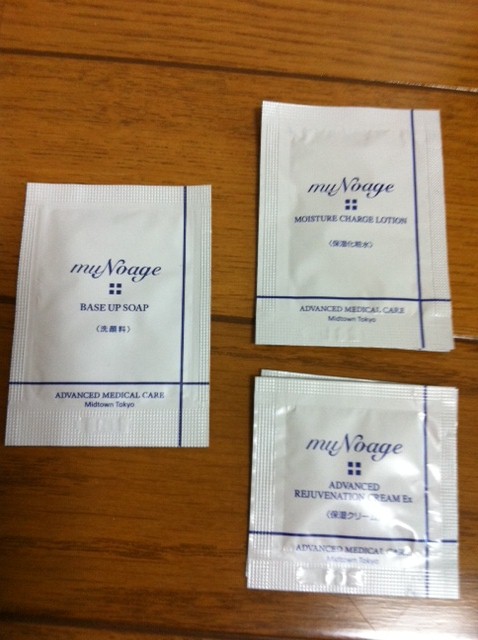 muNoage
BASE UP SOAP
〈洗顔料〉
ADVANCED MEDICAL CARE
Midtown Tokyo
muNoage
MOISTURE CHARGE LOTION
〈保湿化粧水〉
ADVANCED MEDICAL CARE
Midtown Tokyo
muNoage
ADVANCED
REJUVENATION CREAM Ex
〈保湿クリーム〉
ADVANCED MEDICAL CARE
Midtown Tokyo